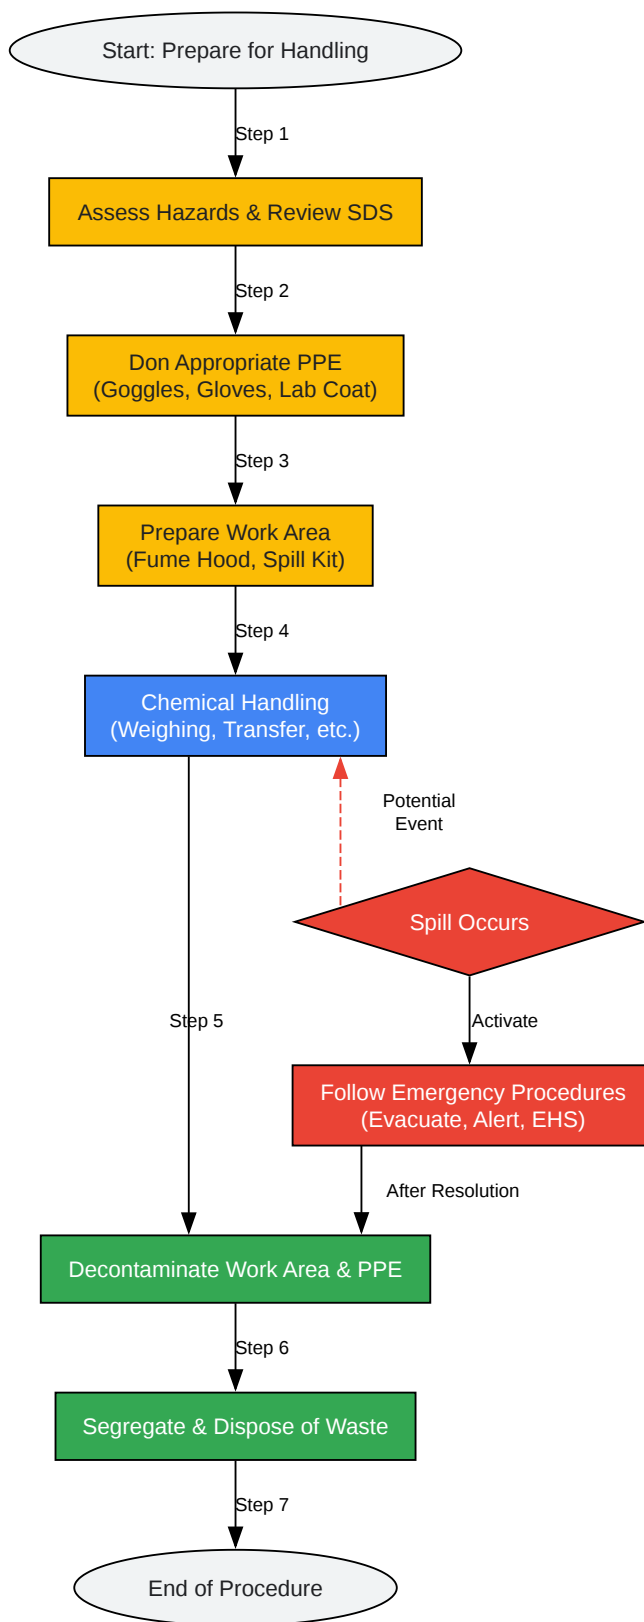 Start: Prepare for Handling
Step 1
Assess Hazards & Review SDS
Step 2
Don Appropriate PPE
(Goggles, Gloves, Lab Coat)
Step 3
Prepare Work Area
(Fume Hood, Spill Kit)
Step 4
Chemical Handling
(Weighing, Transfer, etc.)
Potential
Event
Spill Occurs
Step 5
Activate
Follow Emergency Procedures
(Evacuate, Alert, EHS)
After Resolution
Decontaminate Work Area & PPE
Step 6
Segregate & Dispose of Waste
Step 7
End of Procedure